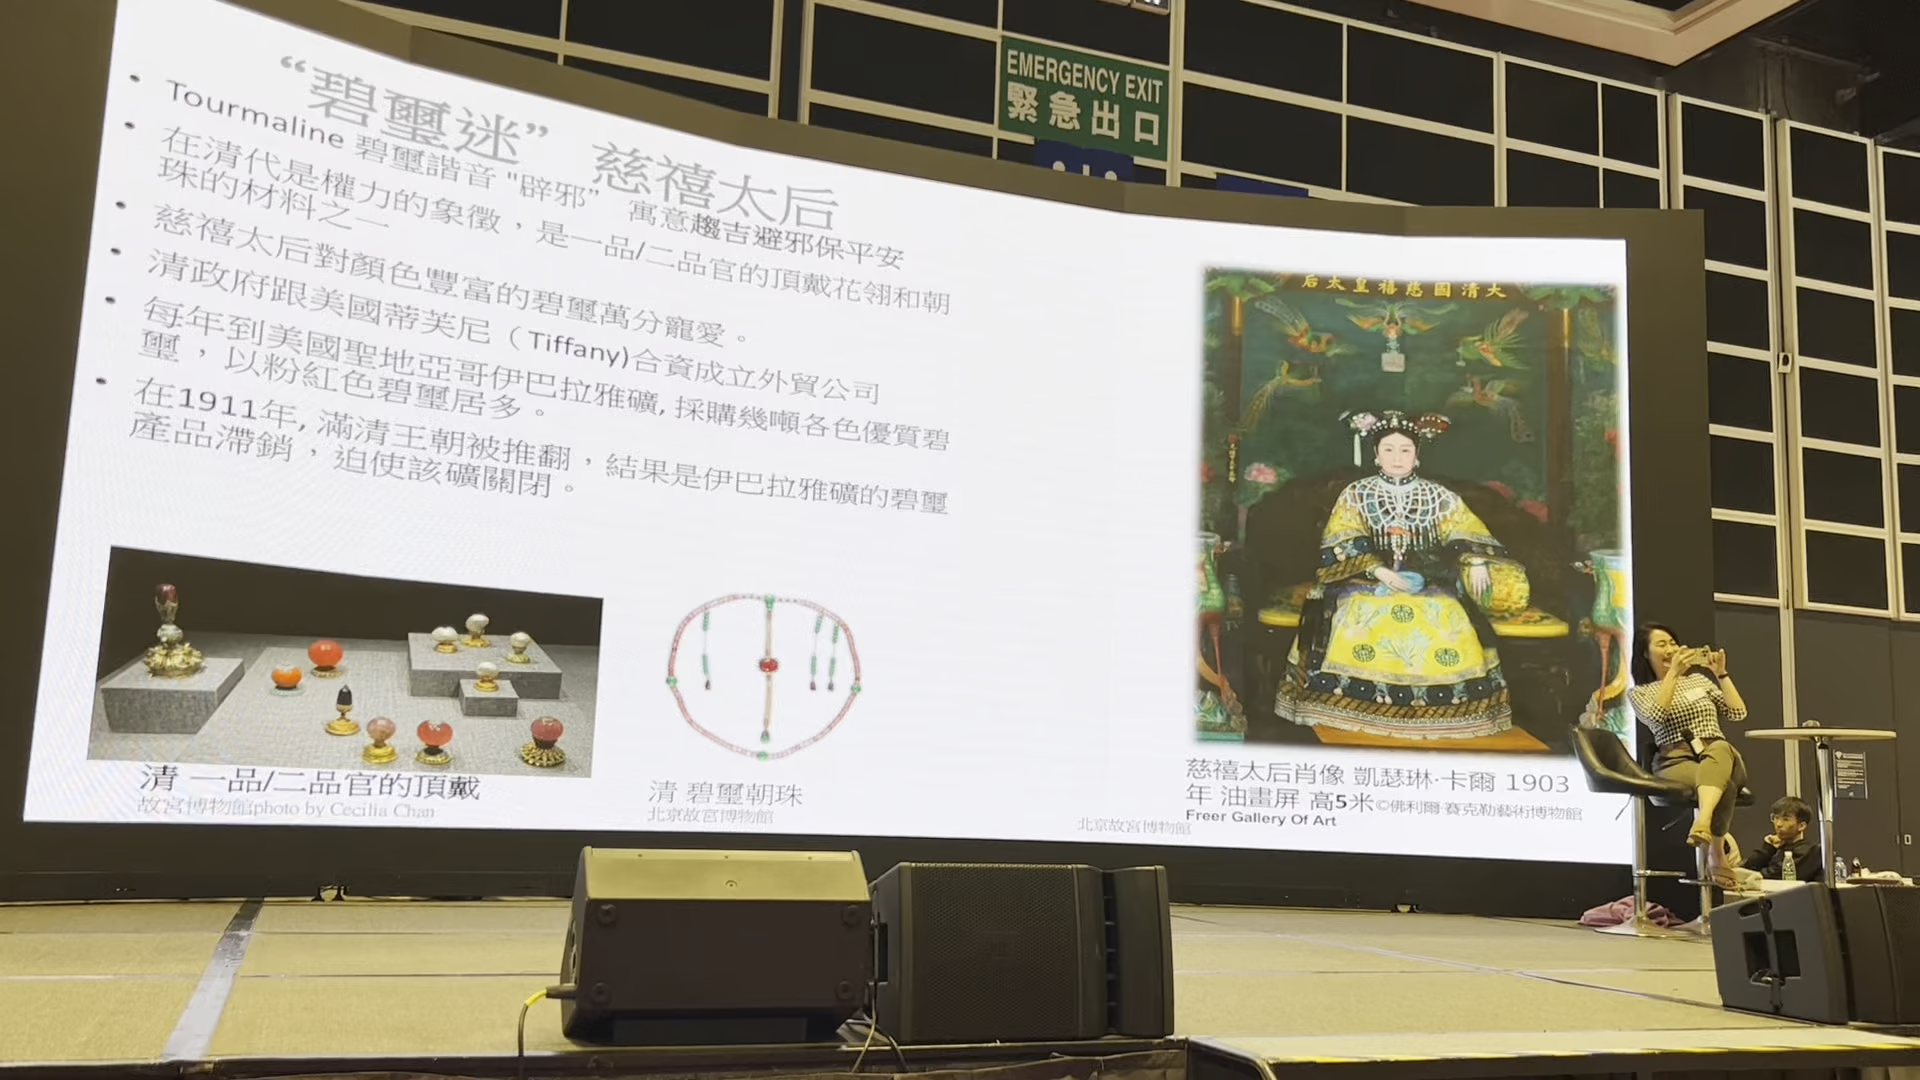 EMERGENCY EXIT
緊急出口
“碧璽迷” 慈禧太后
• Tourmaline 碧璽諧音 "辟邪” 寓意趨吉避邪保平安
• 在清代是權力的象徵，是一品/二品官的頂戴花翎和朝
珠的材料之一
• 慈禧太后對顏色豐富的碧璽萬分寵愛。
• 清政府跟美國蒂芙尼（Tiffany)合資成立外貿公司
• 每年到美國聖地亞哥伊巴拉雅礦, 採購幾噸各色優質碧
璽，以粉紅色碧璽居多。
• 在1911年, 滿清王朝被推翻，結果是伊巴拉雅礦的碧璽
產品滯銷，迫使該礦關閉。
后太皇禧慈國清大
清 一品/二品官的頂戴
故宮博物館photo by Cecilia Chan
清 碧璽朝珠
北京故宮博物館
北京故宮博物館
慈禧太后肖像 凱瑟琳·卡爾 1903
年 油畫屏 高5米©佛利爾·賽克勒藝術博物館
Freer Gallery Of Art